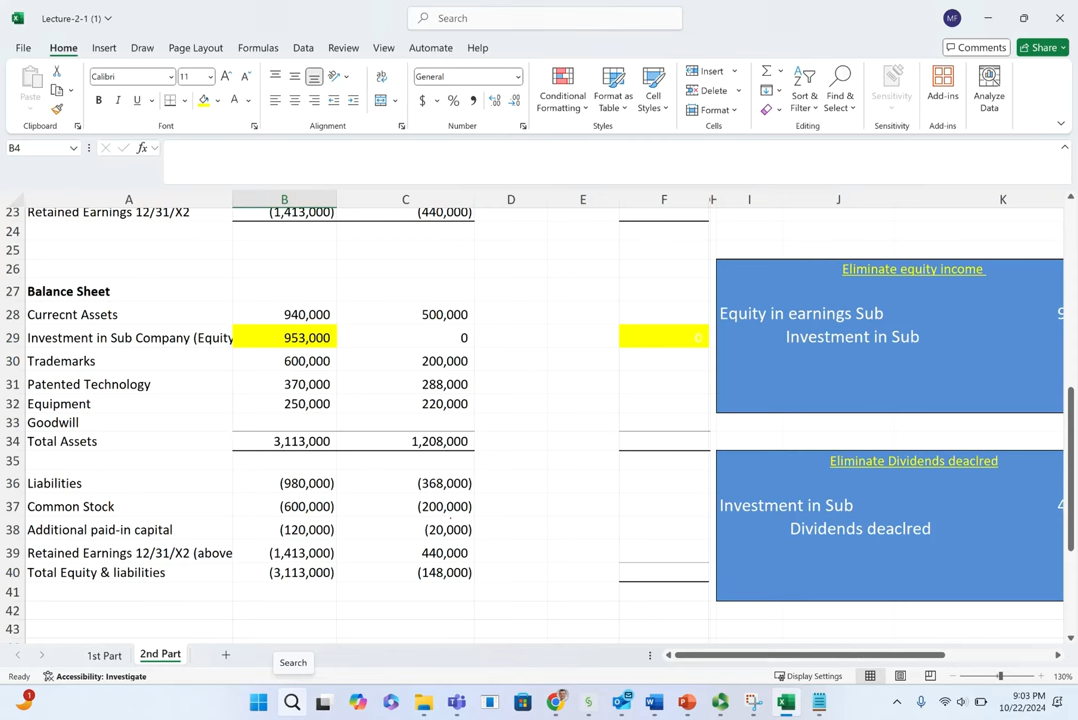 Lecture-2-1 (1)
Search
MF
File Home Insert Draw Page Layout Formulas Data Review View Automate Help
Comments Share
Paste
Calibri 11
General
B I U
$ % 9
Conditional Formatting
Format as Table
Cell Styles
Insert
Delete
Format
Sort & Filter
Find & Select
Sensitivity
Add-ins
Analyze Data
Clipboard Font Alignment Number Styles Cells Editing Sensitivity Add-ins
B4
fx
A B C D E F H I J K
23 Retained Earnings 12/31/X2 (1,413,000) (440,000)
24
25
26 Eliminate equity income
27 Balance Sheet
28 Currecnt Assets 940,000 500,000 Equity in earnings Sub 9
29 Investment in Sub Company (Equity 953,000 0 0 Investment in Sub
30 Trademarks 600,000 200,000
31 Patented Technology 370,000 288,000
32 Equipment 250,000 220,000
33 Goodwill
34 Total Assets 3,113,000 1,208,000
35 Eliminate Dividends deaclred
36 Liabilities (980,000) (368,000)
37 Common Stock (600,000) (200,000) Investment in Sub 4
38 Additional paid-in capital (120,000) (20,000) Dividends deaclred
39 Retained Earnings 12/31/X2 (above (1,413,000) 440,000
40 Total Equity & liabilities (3,113,000) (148,000)
41
42
43
1st Part 2nd Part +
Search
Ready Accessibility: Investigate Display Settings 130%
1
9:03 PM
10/22/2024